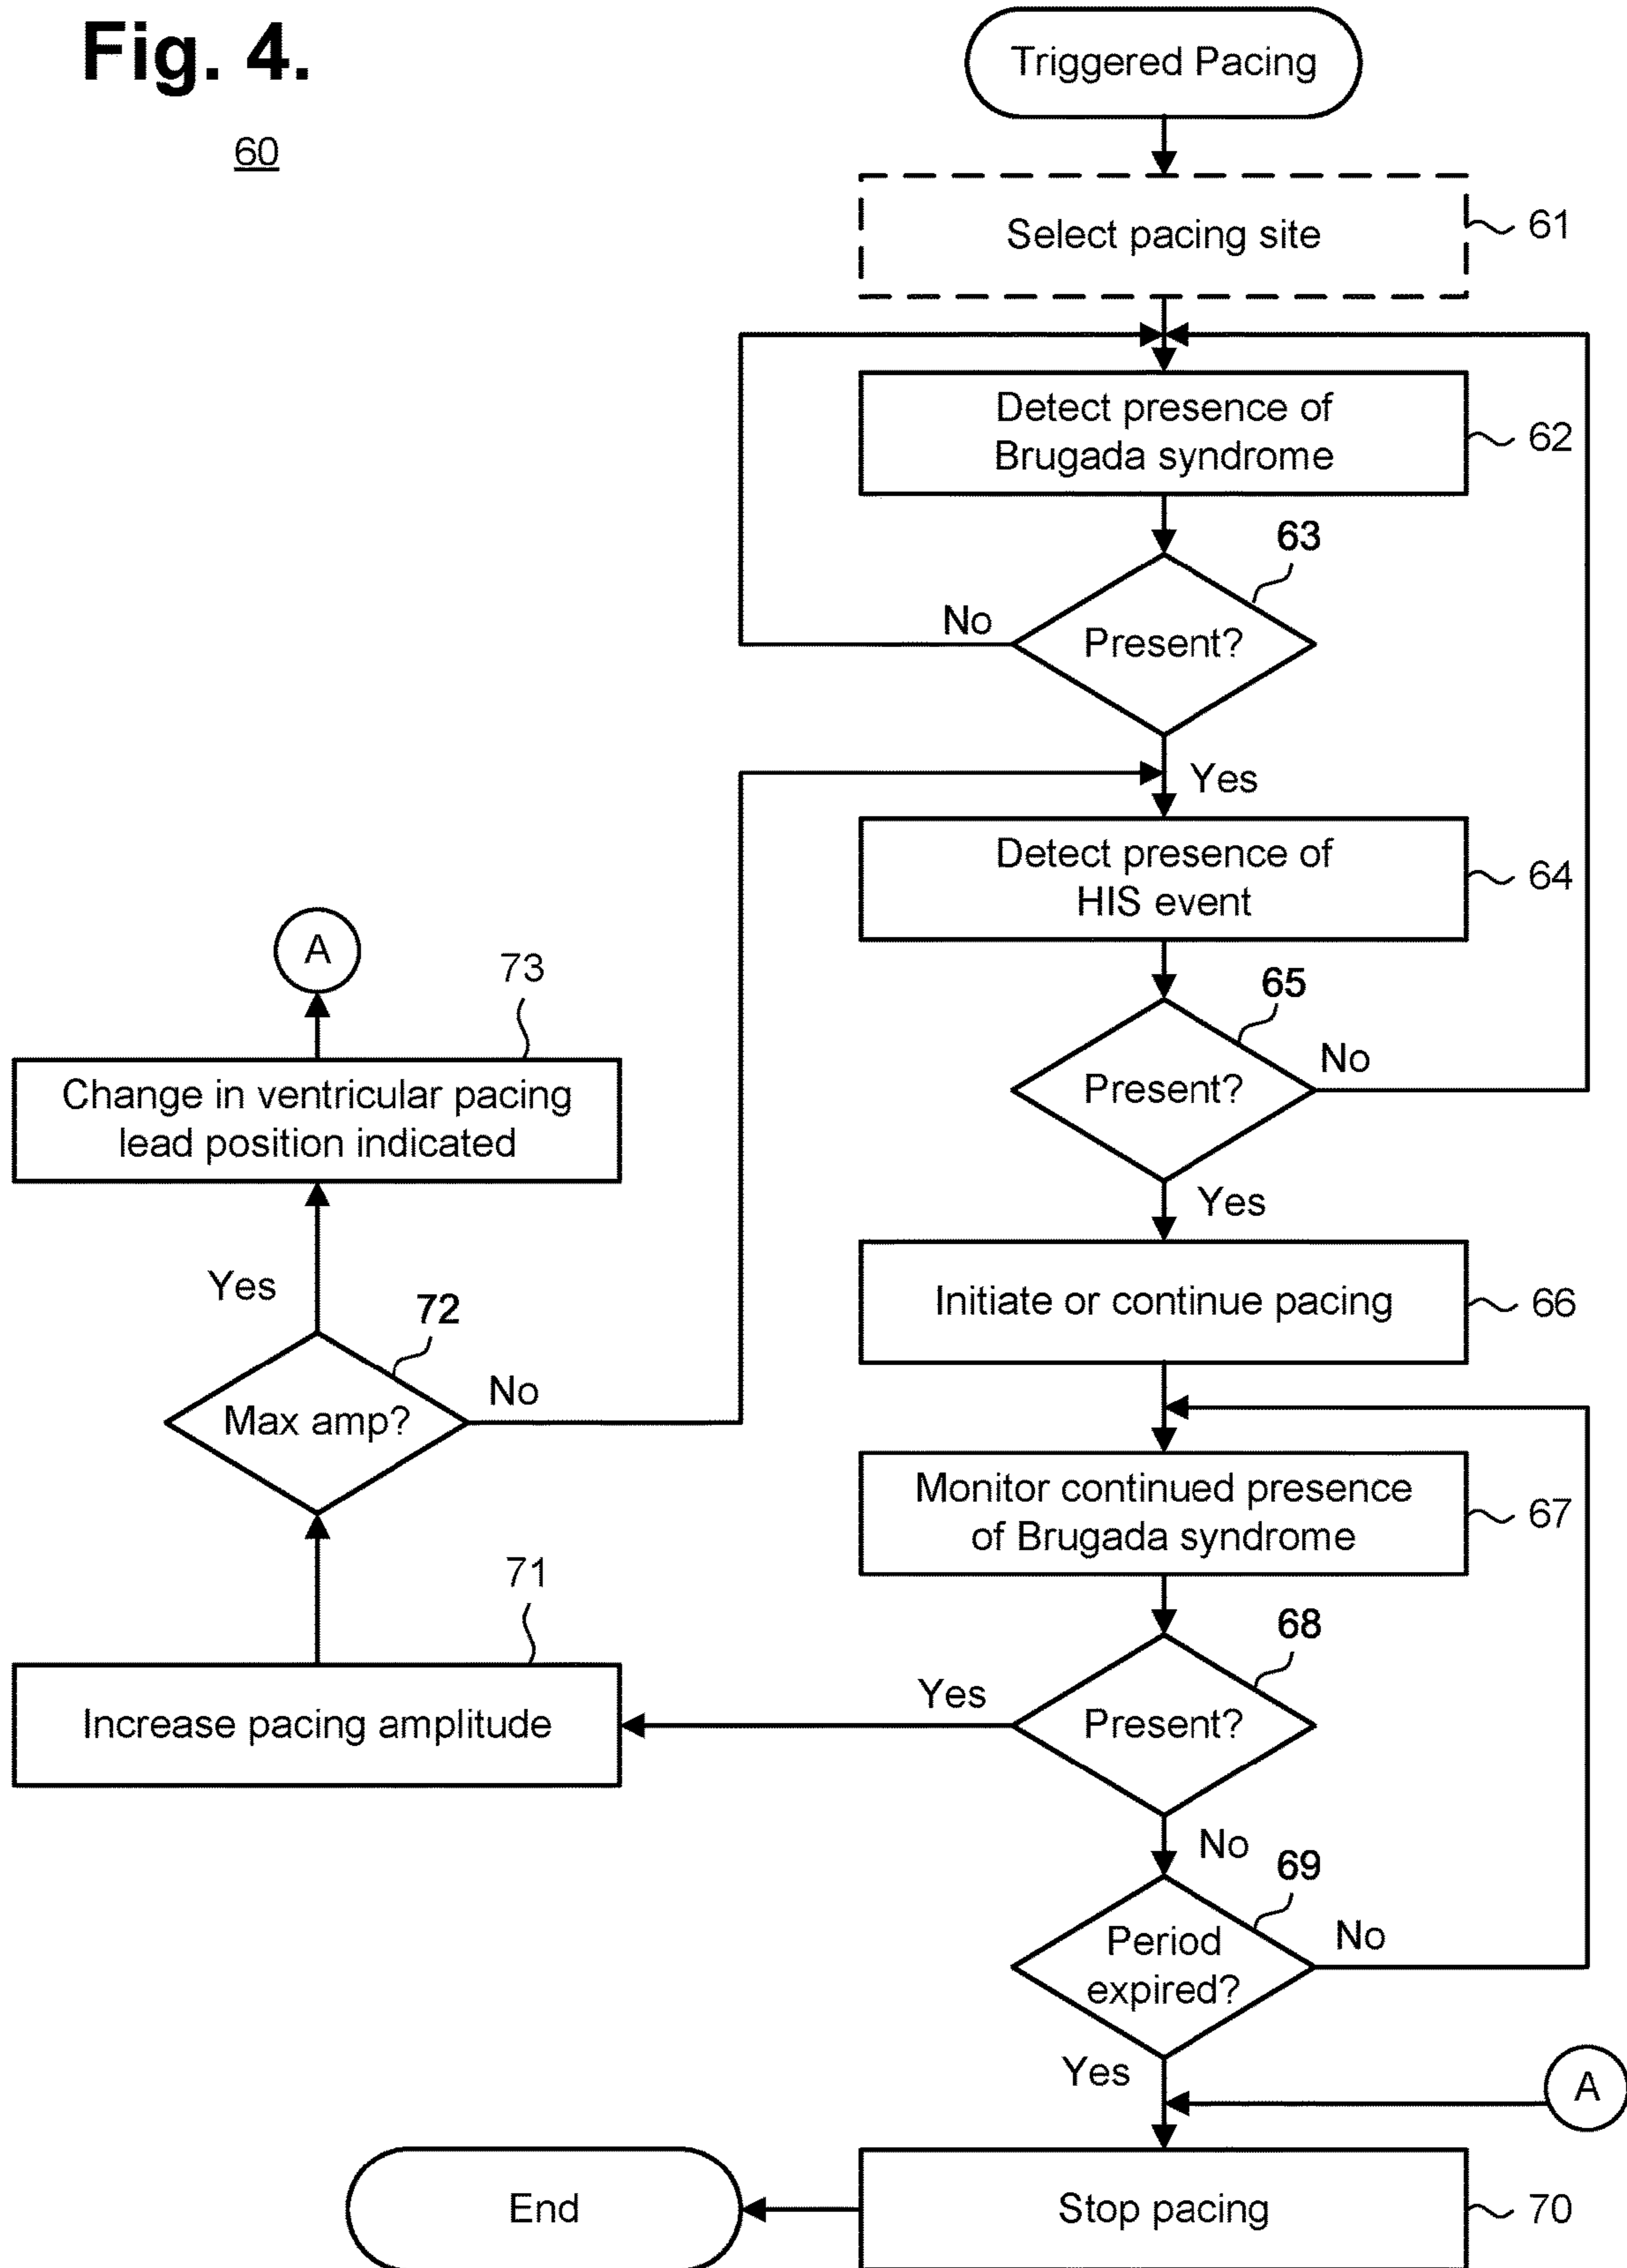 Fig. 4.
60
Triggered Pacing
Select pacing site
61
Detect presence of
Brugada syndrome
62
63
Present?
No
Yes
Detect presence of
HIS event
64
65
Present?
No
Yes
Initiate or continue pacing
66
Monitor continued presence
of Brugada syndrome
67
68
Present?
Yes
No
69
Period
expired?
No
Yes
A
Stop pacing
70
End
71
Increase pacing amplitude
72
Max amp?
No
Yes
73
Change in ventricular pacing
lead position indicated
A